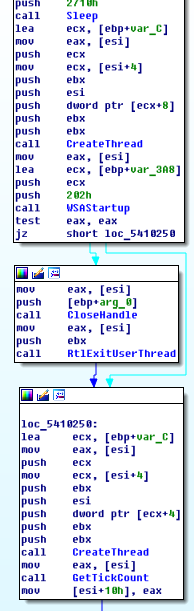 push 2710h
call Sleep
lea ecx, [ebp+var_C]
mov eax, [esi]
push ecx
mov ecx, [esi+4]
push ebx
push esi
push dword ptr [ecx+8]
push ebx
push ebx
call CreateThread
mov eax, [esi]
lea ecx, [ebp+var_3A8]
push ecx
push 202h
call WSAStartup
test eax, eax
jz short loc_5410250
mov eax, [esi]
push [ebp+arg_0]
call CloseHandle
mov eax, [esi]
push ebx
call RtlExitUserThread
loc_5410250:
lea ecx, [ebp+var_C]
mov eax, [esi]
push ecx
mov ecx, [esi+4]
push ebx
push esi
push dword ptr [ecx+4]
push ebx
push ebx
call CreateThread
mov eax, [esi]
call GetTickCount
mov [esi+10h], eax